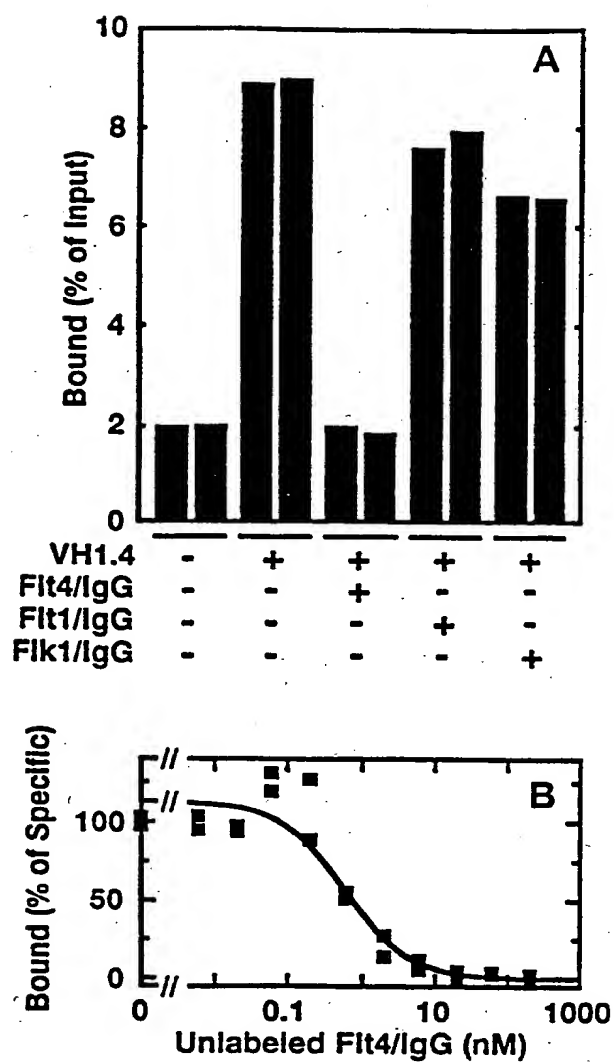 A
10
8
6
4
2
0
Bound (% of Input)
VH1.4 - + + + +
Flt4/IgG - - + - -
Flt1/IgG - - - + -
Flk1/IgG - - - - +
B
100
50
0
Bound (% of Specific)
0 0.1 10 1000
Unlabeled Flt4/IgG (nM)